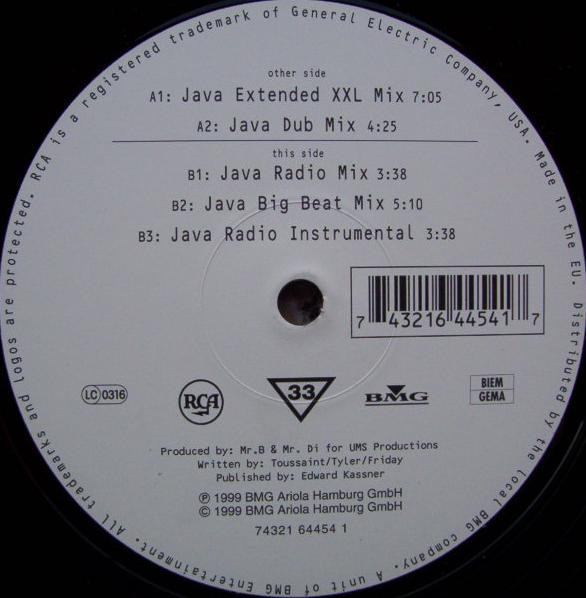 RCA is a registered trademark of General Electric Company, USA. Made in the EU. Distributed by the local BMG company. A unit of BMG Entertainment. All trademarks and logos are protected.
other side
A1: Java Extended XXL Mix 7:05
A2: Java Dub Mix 4:25
this side
B1: Java Radio Mix 3:38
B2: Java Big Beat Mix 5:10
B3: Java Radio Instrumental 3:38
7 43216 44541 7
LC 0316
RCA
33
BMG
BIEM
GEMA
Produced by: Mr.B & Mr. Di for UMS Productions
Written by: Toussaint/Tyler/Friday
Published by: Edward Kassner
℗ 1999 BMG Ariola Hamburg GmbH
© 1999 BMG Ariola Hamburg GmbH
74321 64454 1